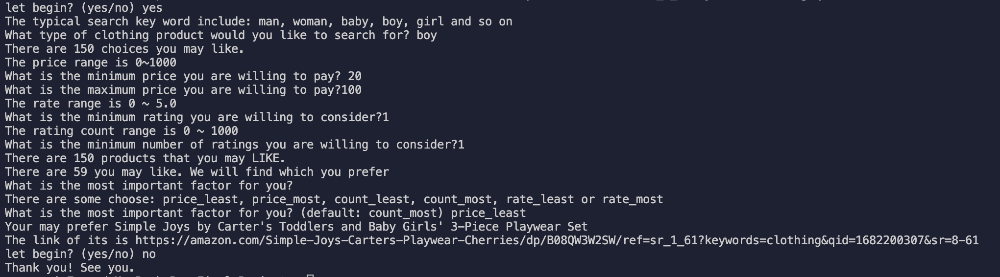 let begin? (yes/no) yes
The typical search key word include: man, woman, baby, boy, girl and so on
What type of clothing product would you like to search for? boy
There are 150 choices you may like.
The price range is 0~1000
What is the minimum price you are willing to pay? 20
What is the maximum price you are willing to pay?100
The rate range is 0 ~ 5.0
What is the minimum rating you are willing to consider?1
The rating count range is 0 ~ 1000
What is the minimum number of ratings you are willing to consider?1
There are 150 products that you may LIKE.
There are 59 you may like. We will find which you prefer
What is the most important factor for you?
There are some choose: price_least, price_most, count_least, count_most, rate_least or rate_most
What is the most important factor for you? (default: count_most) price_least
Your may prefer Simple Joys by Carter's Toddlers and Baby Girls' 3-Piece Playwear Set
The link of its is https://amazon.com/Simple-Joys-Carters-Playwear-Cherries/dp/B08QW3W2SW/ref=sr_1_61?keywords=clothing&qid=1682200307&sr=8-61
let begin? (yes/no) no
Thank you! See you.